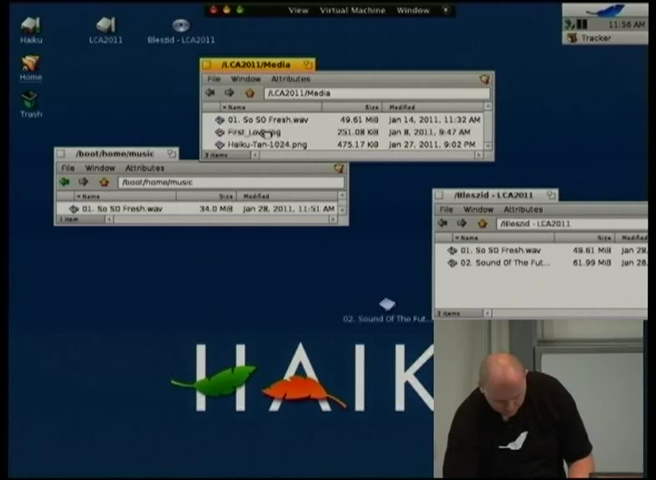 View Virtual Machine Window
11:56 AM
Tracker
Haiku
LCA2011
Bleszid - LCA2011
Home
Trash
/LCA2011/Media
File Window Attributes
/LCA2011/Media
Name Size Modified
01. So SO Fresh.wav 49.61 MiB Jan 14, 2011, 11:32 AM
251.08 KiB Jan 8, 2011, 9:47 AM
Haiku-Tan-1024.png 475.17 KiB Jan 27, 2011, 9:02 PM
3 items
/boot/home/music
File Window Attributes
/boot/home/music
Name Size Modified
01. So SO Fresh.wav 34.0 MiB Jan 28, 2011, 11:51 AM
1 item
/Bleszid - LCA2011
File Window Attributes
/Bleszid - LCA2011
Name Size Modified
01. So SO Fresh.wav 49.61 MiB Jan 28
02. Sound Of The Fut... 61.99 MiB Jan 28
02. Sound Of The Fut...
HAIK